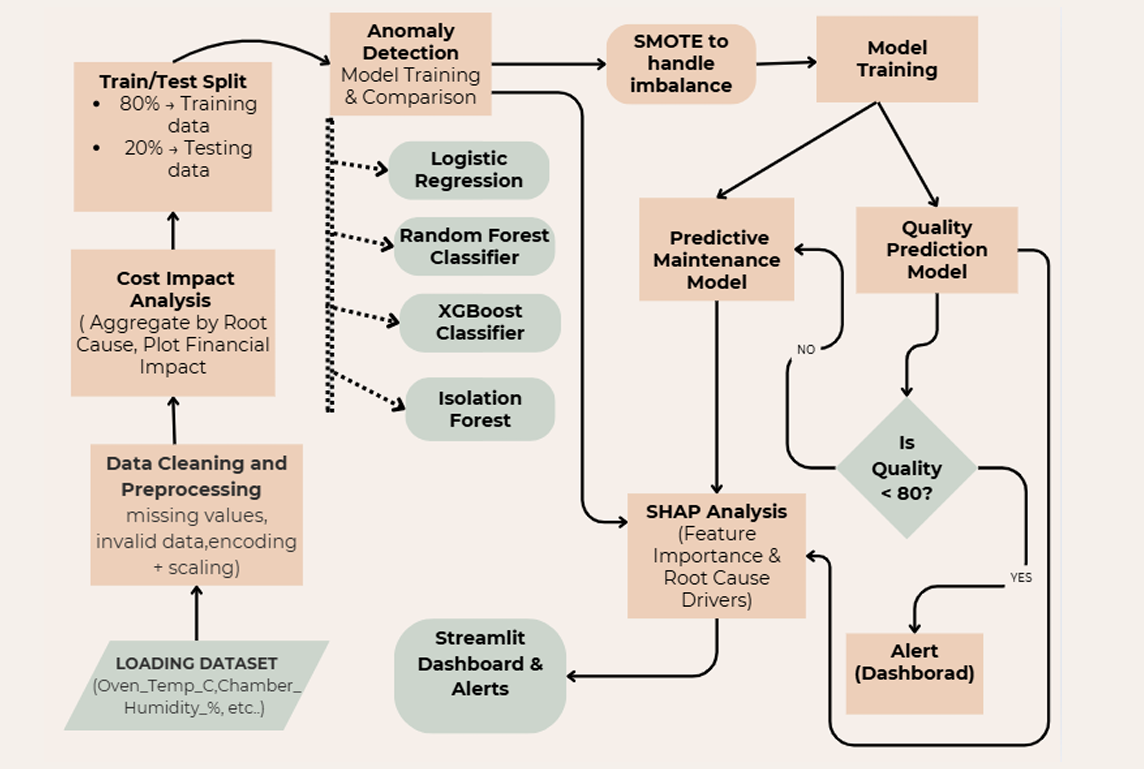 Anomaly
Detection
Model Training
& Comparison
SMOTE to
handle
imbalance
Model
Training
Train/Test Split
• 80% → Training
data
• 20% → Testing
data
Logistic
Regression
Random Forest
Classifier
XGBoost
Classifier
Isolation
Forest
Predictive
Maintenance
Model
Quality
Prediction
Model
Cost Impact
Analysis
( Aggregate by Root
Cause, Plot Financial
Impact
NO
Is
Quality
< 80?
YES
Data Cleaning and
Preprocessing
missing values,
invalid data,encoding
+ scaling)
SHAP Analysis
(Feature
Importance &
Root Cause
Drivers)
LOADING DATASET
(Oven_Temp_C,Chamber_
Humidity_%, etc..)
Streamlit
Dashboard &
Alerts
Alert
(Dashborad)